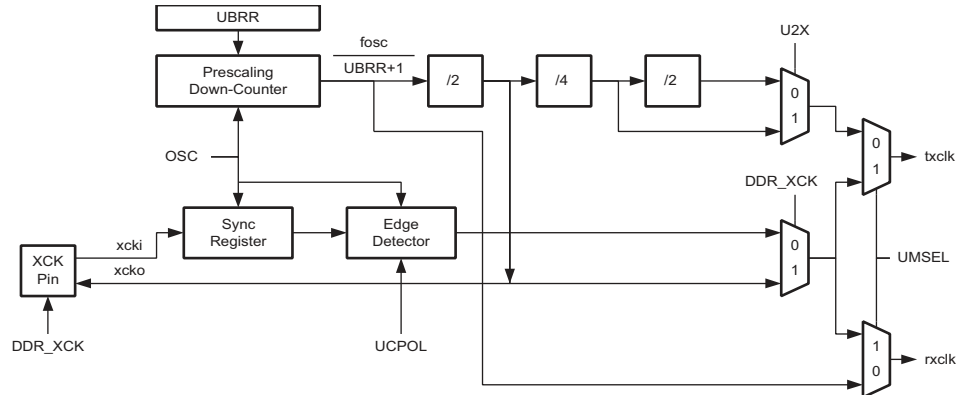 UBRR
U2X
fosc
Prescaling
Down-Counter
UBRR+1
/2
/4
/2
0
1
OSC
0
1
txclk
DDR_XCK
Sync
Register
Edge
Detector
xcki
XCK
Pin
xcko
0
1
UMSEL
DDR_XCK
UCPOL
1
0
rxclk